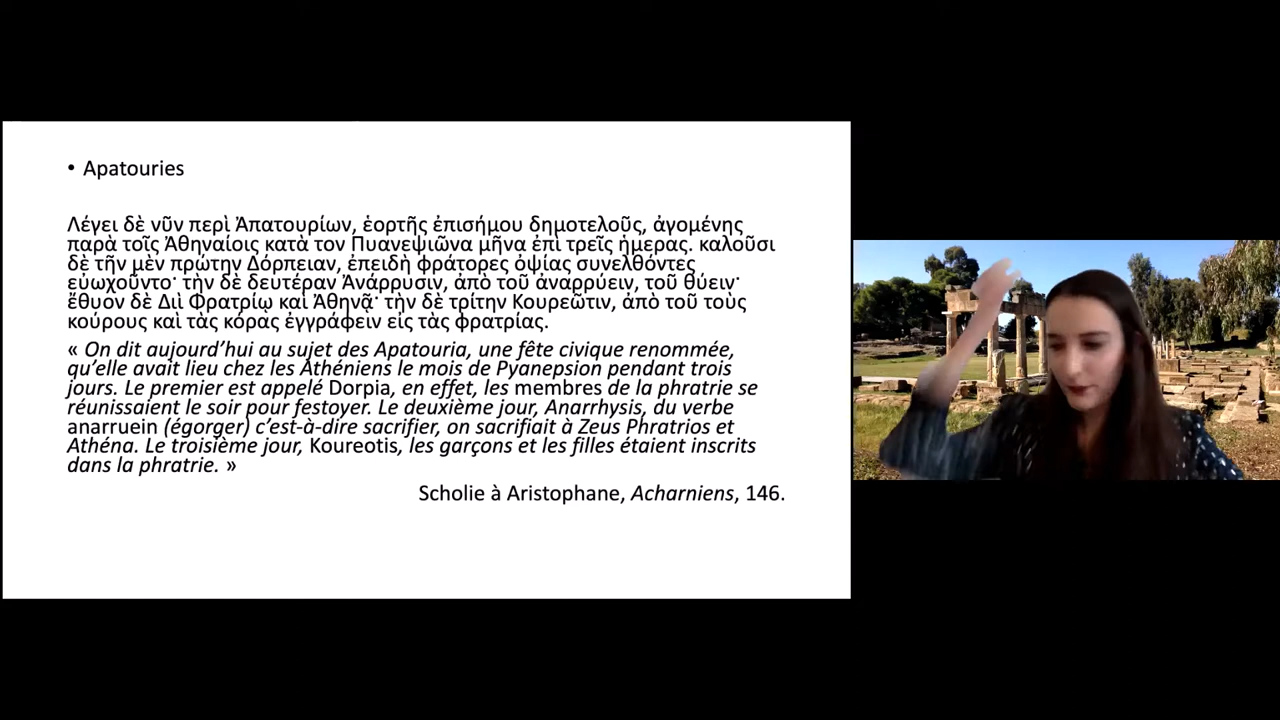 • Apatouries
Λέγει δὲ νῦν περὶ Ἀπατουρίων, ἑορτῆς ἐπισήμου δημοτελοῦς, ἀγομένης
παρὰ τοῖς Ἀθηναίοις κατὰ τον Πυανεψιῶνα μῆνα ἐπὶ τρεῖς ἡμερας. καλοῦσι
δὲ τῆν μὲν πρώτην Δόρπειαν, ἐπειδὴ φράτορες ὀψίας συνελθόντες
εὐωχοῦντο· τὴν δὲ δευτέραν Ἀνάρρυσιν, ἀπὸ τοῦ ἀναρρύειν, τοῦ θύειν·
ἔθυον δὲ Διὶ Φρατρίῳ καὶ Ἀθηνᾷ· τὴν δὲ τρίτην Κουρεῶτιν, ἀπὸ τοῦ τοὺς
κούρους καὶ τὰς κόρας ἐγγράφειν εἰς τὰς φρατρίας.
« On dit aujourd’hui au sujet des Apatouria, une fête civique renommée,
qu’elle avait lieu chez les Athéniens le mois de Pyanepsion pendant trois
jours. Le premier est appelé Dorpia, en effet, les membres de la phratrie se
réunissaient le soir pour festoyer. Le deuxième jour, Anarrhysis, du verbe
anarruein (égorger) c’est-à-dire sacrifier, on sacrifiait à Zeus Phratrios et
Athéna. Le troisième jour, Koureotis, les garçons et les filles étaient inscrits
dans la phratrie. »
Scholie à Aristophane, Acharniens, 146.